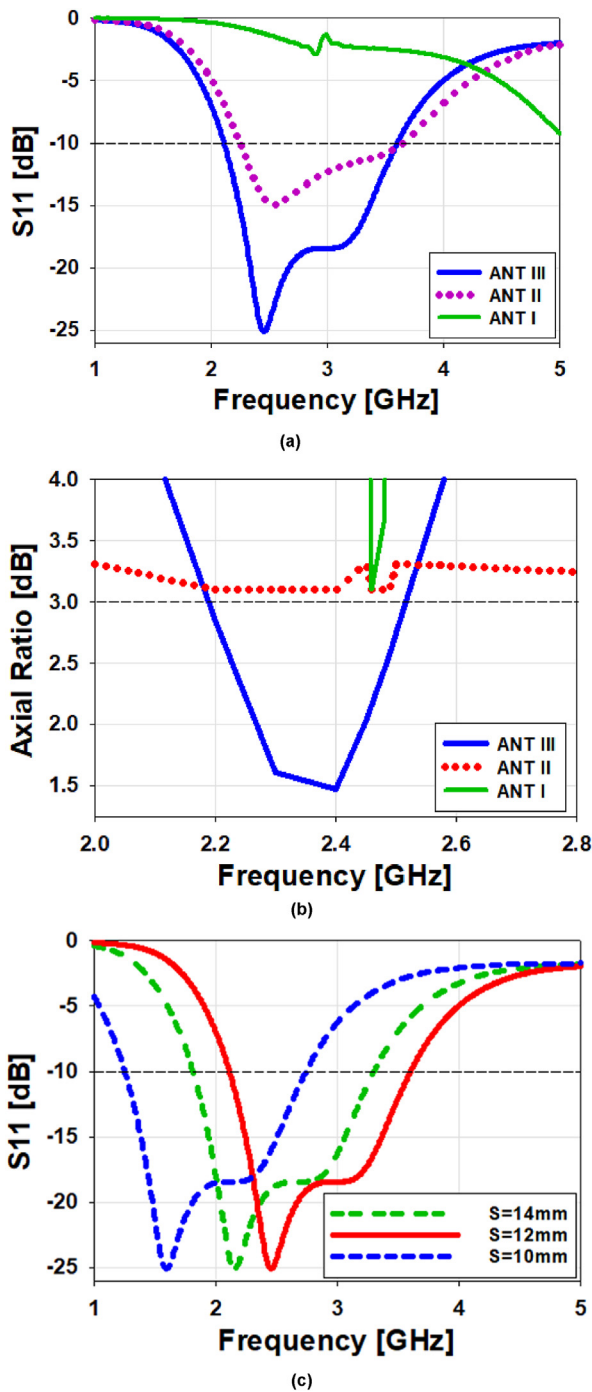 0
-5
-10
-15
-20
-25
S11 [dB]
ANT III
ANT II
ANT I
1 2 3 4 5
Frequency [GHz]
(a)
4.0
3.5
3.0
2.5
2.0
1.5
Axial Ratio [dB]
ANT III
ANT II
ANT I
2.0 2.2 2.4 2.6 2.8
Frequency [GHz]
(b)
0
-5
-10
-15
-20
-25
S11 [dB]
S=14mm
S=12mm
S=10mm
1 2 3 4 5
Frequency [GHz]
(c)